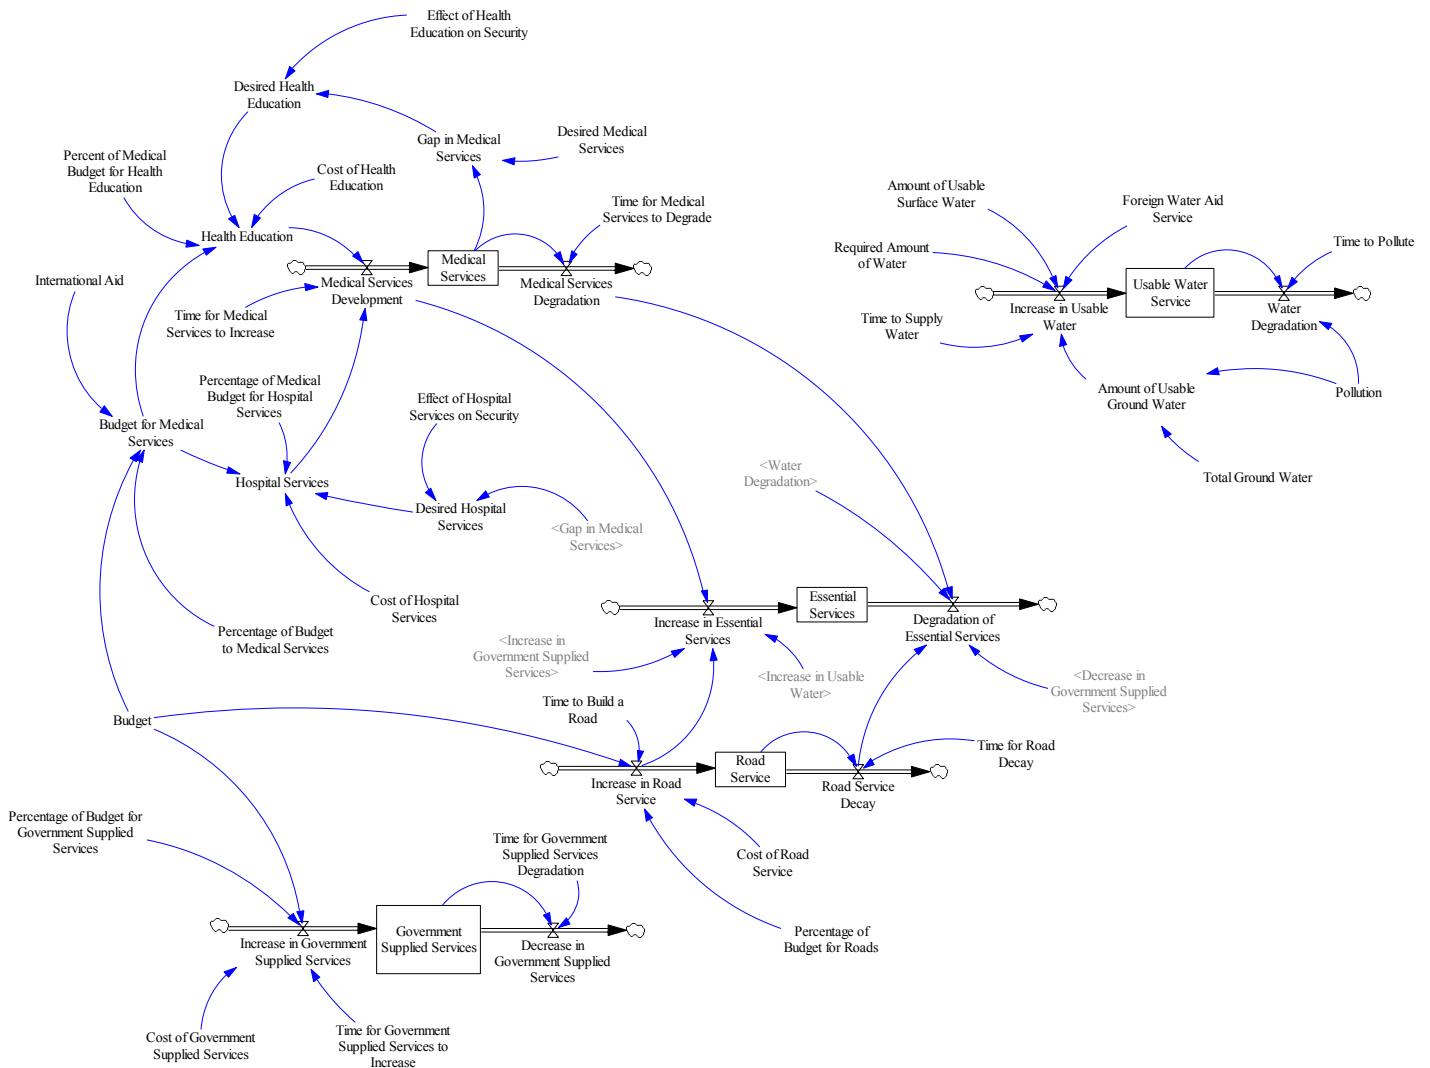 Effect of Health
Education on Security
Desired Health
Education
Gap in Medical
Services
Desired Medical
Services
Percent of Medical
Budget for Health
Education
Cost of Health
Education
Time for Medical
Services to Degrade
Health Education
Medical
Services
International Aid
Medical Services
Development
Medical Services
Degradation
Time for Medical
Services to Increase
Amount of Usable
Surface Water
Foreign Water Aid
Service
Required Amount
of Water
Time to Pollute
Usable Water
Service
Increase in Usable
Water
Water
Degradation
Time to Supply
Water
Amount of Usable
Ground Water
Pollution
Total Ground Water
Percentage of Medical
Budget for Hospital
Services
Effect of Hospital
Services on Security
Budget for Medical
Services
Hospital Services
Desired Hospital
Services
<Gap in Medical
Services>
<Water
Degradation>
Cost of Hospital
Services
Percentage of Budget
to Medical Services
Essential
Services
Increase in Essential
Services
Degradation of
Essential Services
<Increase in
Government Supplied
Services>
<Increase in Usable
Water>
<Decrease in
Government Supplied
Services>
Budget
Time to Build a
Road
Road
Service
Time for Road
Decay
Increase in Road
Service
Road Service
Decay
Percentage of Budget for
Government Supplied
Services
Time for Government
Supplied Services
Degradation
Cost of Road
Service
Percentage of
Budget for Roads
Government
Supplied Services
Increase in Government
Supplied Services
Decrease in
Government Supplied
Services
Cost of Government
Supplied Services
Time for Government
Supplied Services to
Increase